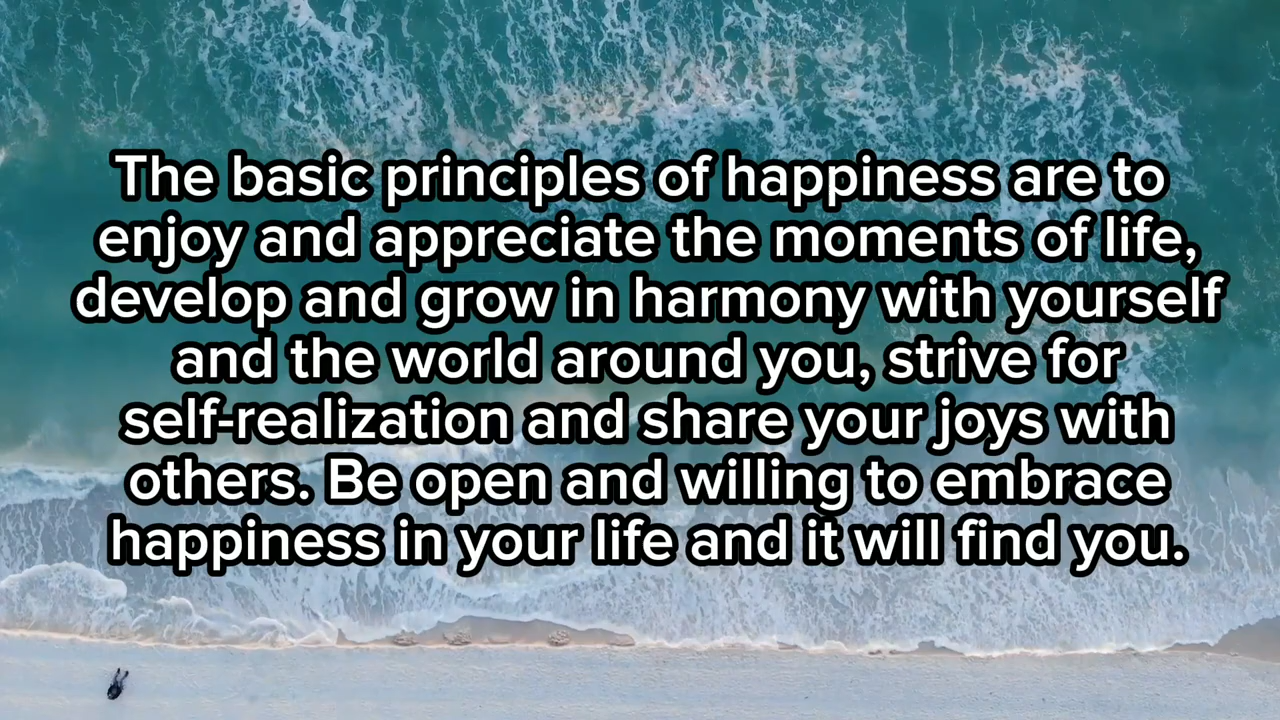 The basic principles of happiness are to
enjoy and appreciate the moments of life,
develop and grow in harmony with yourself
and the world around you, strive for
self-realization and share your joys with
others. Be open and willing to embrace
happiness in your life and it will find you.